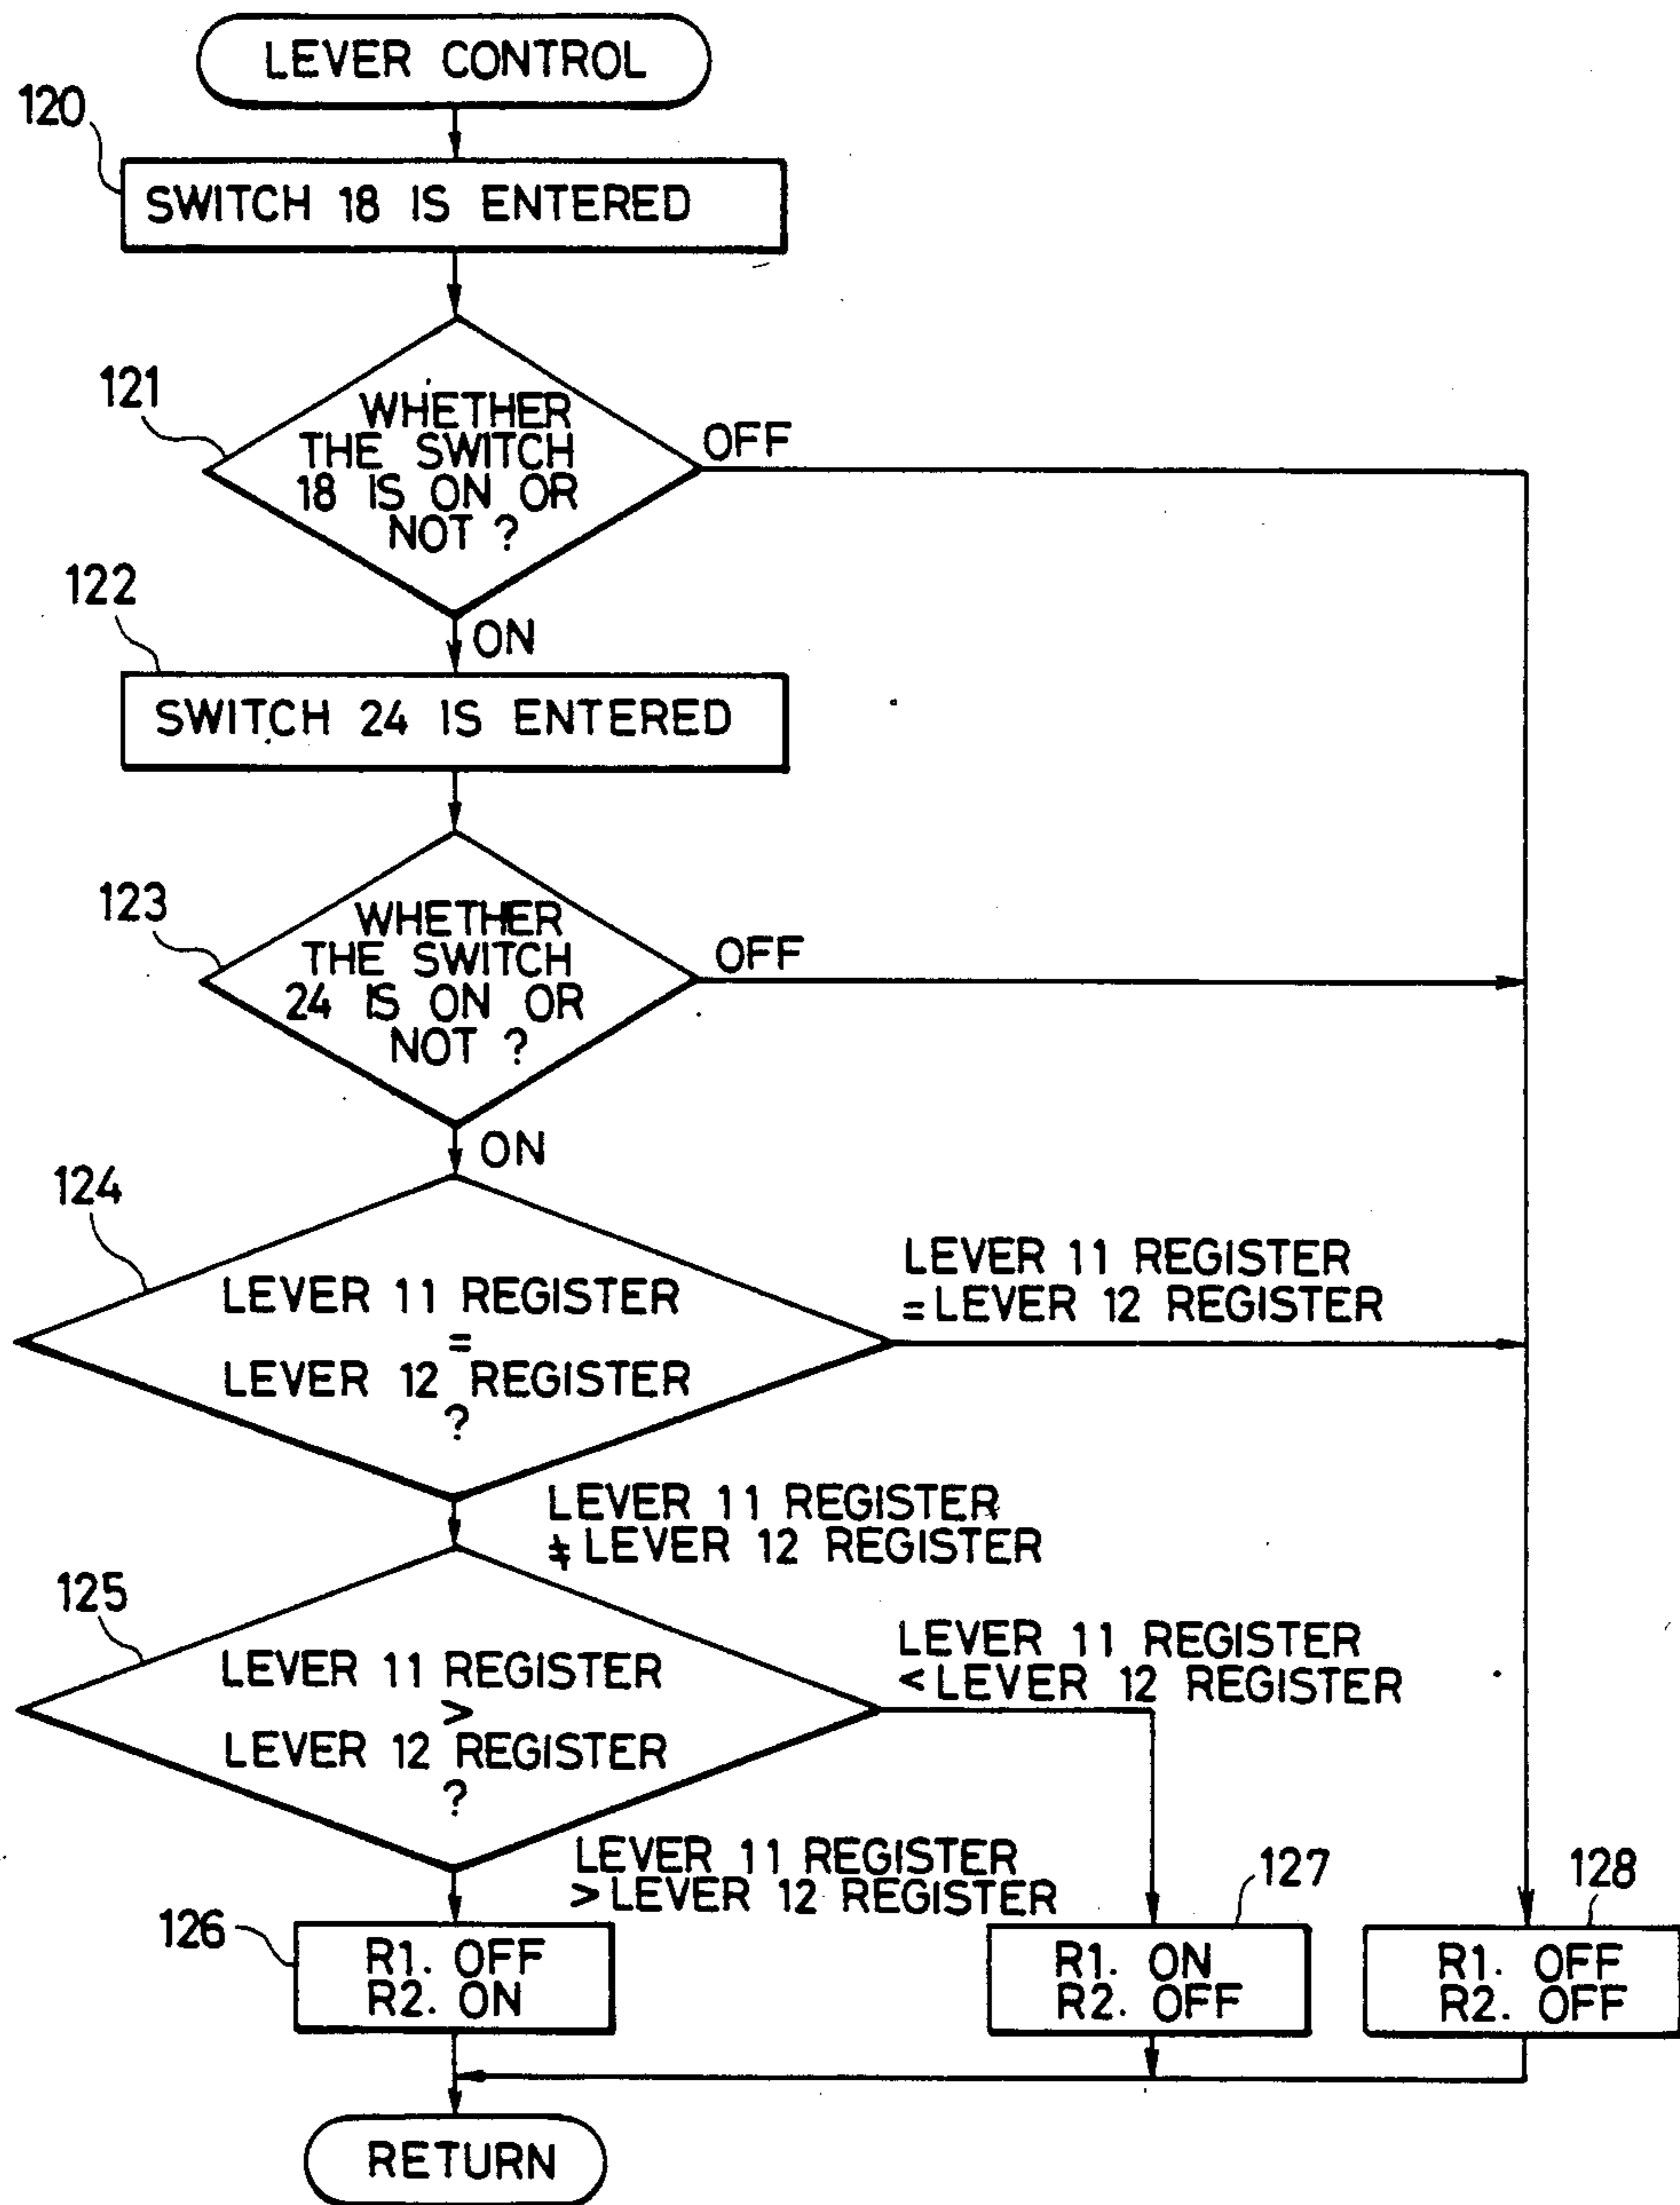 LEVER CONTROL
120
SWITCH 18 IS ENTERED
121
WHETHER
THE SWITCH
18 IS ON OR
NOT ?
OFF
ON
122
SWITCH 24 IS ENTERED
123
WHETHER
THE SWITCH
24 IS ON OR
NOT ?
OFF
ON
124
LEVER 11 REGISTER
=
LEVER 12 REGISTER
?
LEVER 11 REGISTER
= LEVER 12 REGISTER
LEVER 11 REGISTER
≠ LEVER 12 REGISTER
125
LEVER 11 REGISTER
>
LEVER 12 REGISTER
?
LEVER 11 REGISTER
< LEVER 12 REGISTER
LEVER 11 REGISTER
> LEVER 12 REGISTER
126
R1. OFF
R2. ON
127
R1. ON
R2. OFF
128
R1. OFF
R2. OFF
RETURN